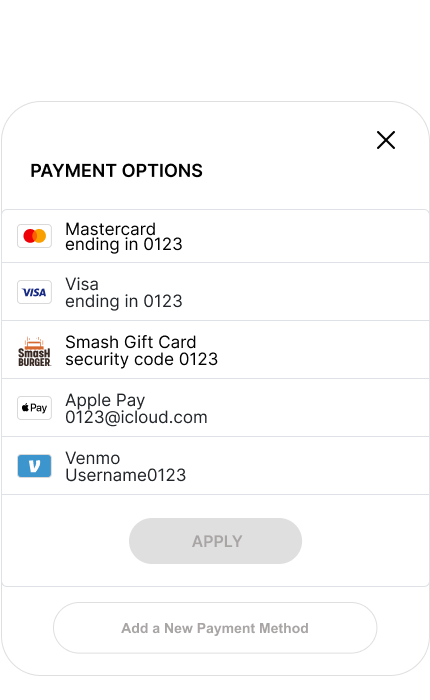 PAYMENT OPTIONS
Mastercard
ending in 0123
VISA
Visa
ending in 0123
SmasH
BURGER
Smash Gift Card
security code 0123
Pay
Apple Pay
0123@icloud.com
Venmo
Username0123
APPLY
Add a New Payment Method